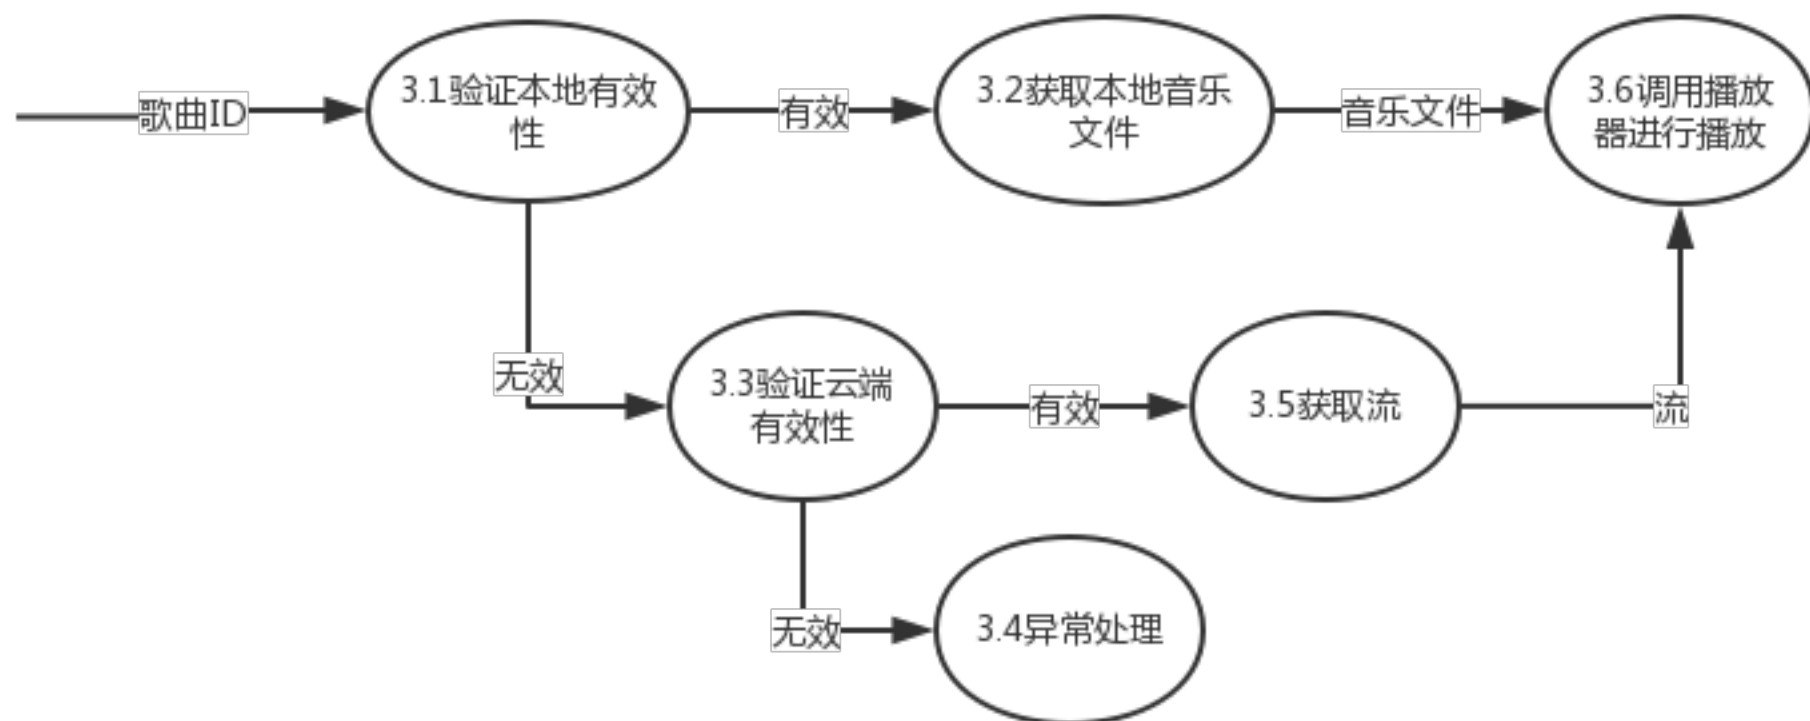 歌曲ID
3.1验证本地有效
性
有效
3.2获取本地音乐
文件
音乐文件
3.6调用播放
器进行播放
无效
3.3验证云端
有效性
有效
3.5获取流
流
无效
3.4异常处理